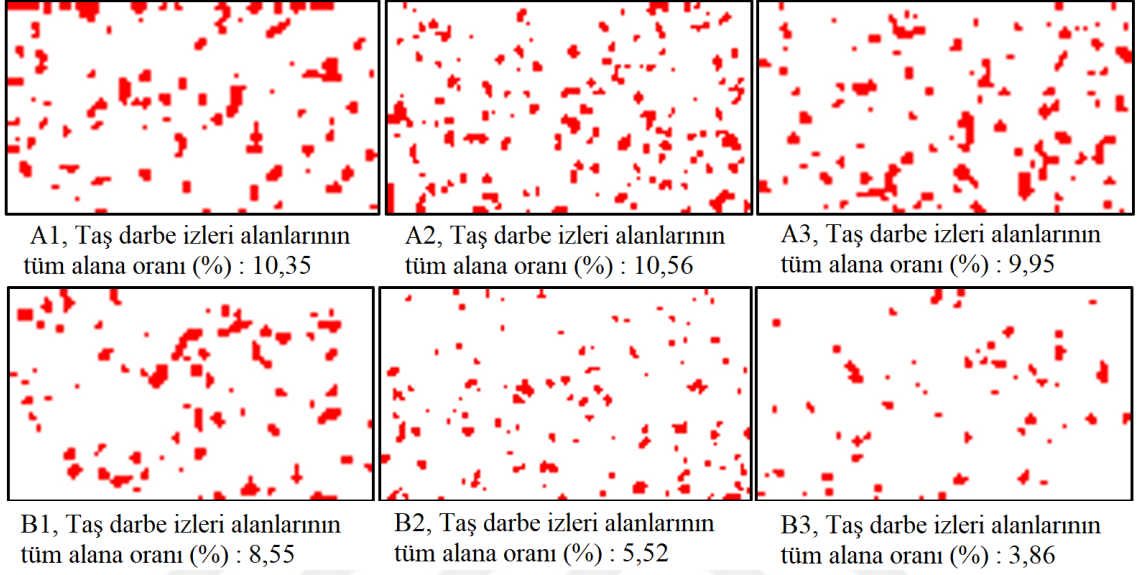 A1, Taş darbe izleri alanlarının
tüm alana oranı (%) : 10,35
A2, Taş darbe izleri alanlarının
tüm alana oranı (%) : 10,56
A3, Taş darbe izleri alanlarının
tüm alana oranı (%) : 9,95
B1, Taş darbe izleri alanlarının
tüm alana oranı (%) : 8,55
B2, Taş darbe izleri alanlarının
tüm alana oranı (%) : 5,52
B3, Taş darbe izleri alanlarının
tüm alana oranı (%) : 3,86